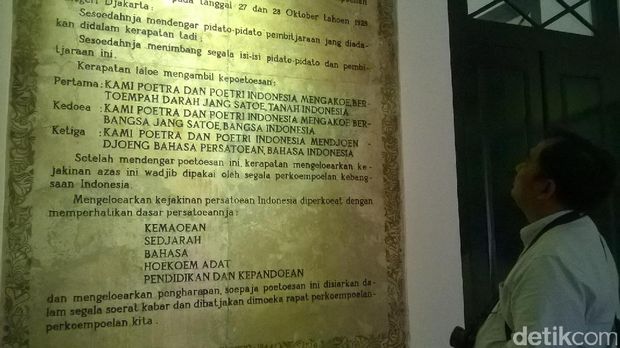 pada tanggal 27 dan 28 Oktober tahoen 1928
negeri Djakarta :
Sesoedahnja mendengar pidato-pidato pembitjaraan jang diada-
kan didalam kerapatan tadi ;
Sesoedahnja menimbang segala isi-isi pidato-pidato dan pembi-
tjaraan ini.
Kerapatan laloe mengambil kepoetoesan :
Pertama : KAMI POETRA DAN POETRI INDONESIA MENGAKOE, BER-
TOEMPAH DARAH JANG SATOE, TANAH INDONESIA
Kedoea : KAMI POETRA DAN POETRI INDONESIA MENGAKOE BER-
BANGSA JANG SATOE, BANGSA INDONESIA
Ketiga : KAMI POETRA DAN POETRI INDONESIA MENDJOEN -
DJOENG BAHASA PERSATOEAN, BAHASA INDONESIA
Setelah mendengar poetoesan ini, kerapatan mengeloearkan ke-
jakinan azas ini wadjib dipakai oleh segala perkoempoelan kebang-
saan Indonesia.
Mengeloearkan kejakinan persatoean Indonesia diperkoeat dengan
memperhatikan dasar persatoeannja :
KEMAOEAN
SEDJARAH
BAHASA
HOEKOEM ADAT
PENDIDIKAN DAN KEPANDOEAN
dan mengeloearkan pengharapan, soepaja poetoesan ini disiarkan da-
lam segala soerat kabar dan dibatjakan dimoeka rapat perkoempoelan-
perkoempoelan kita .
detikcom